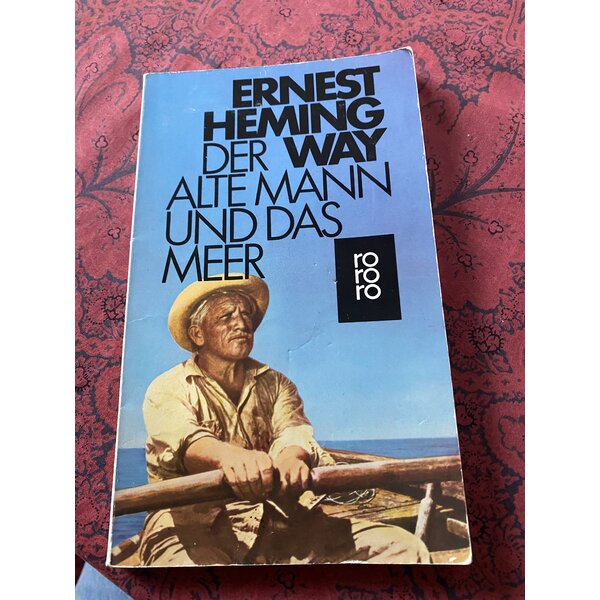 ERNEST
HEMING
DER WAY
ALTE MANN
UND DAS
MEER
ro
ro
ro